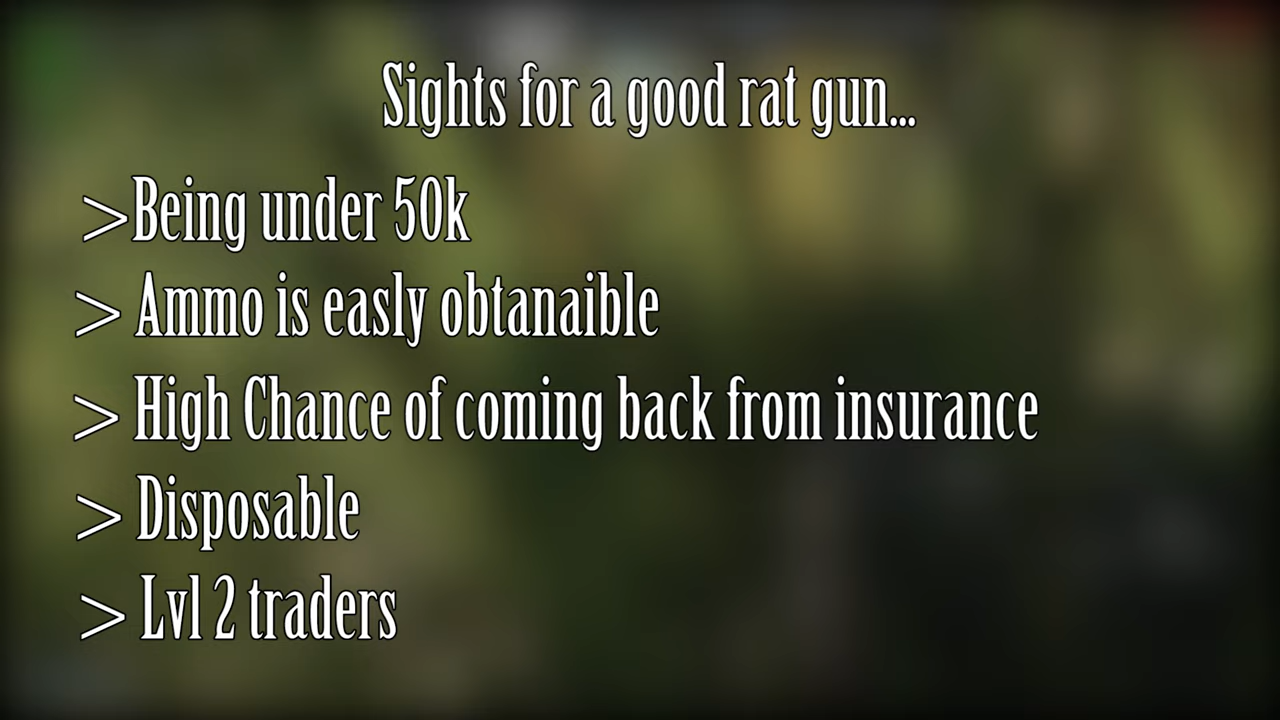 Sights for a good rat gun...
>Being under 50k
> Ammo is easly obtanaible
> High Chance of coming back from insurance
> Disposable
> Lvl 2 traders